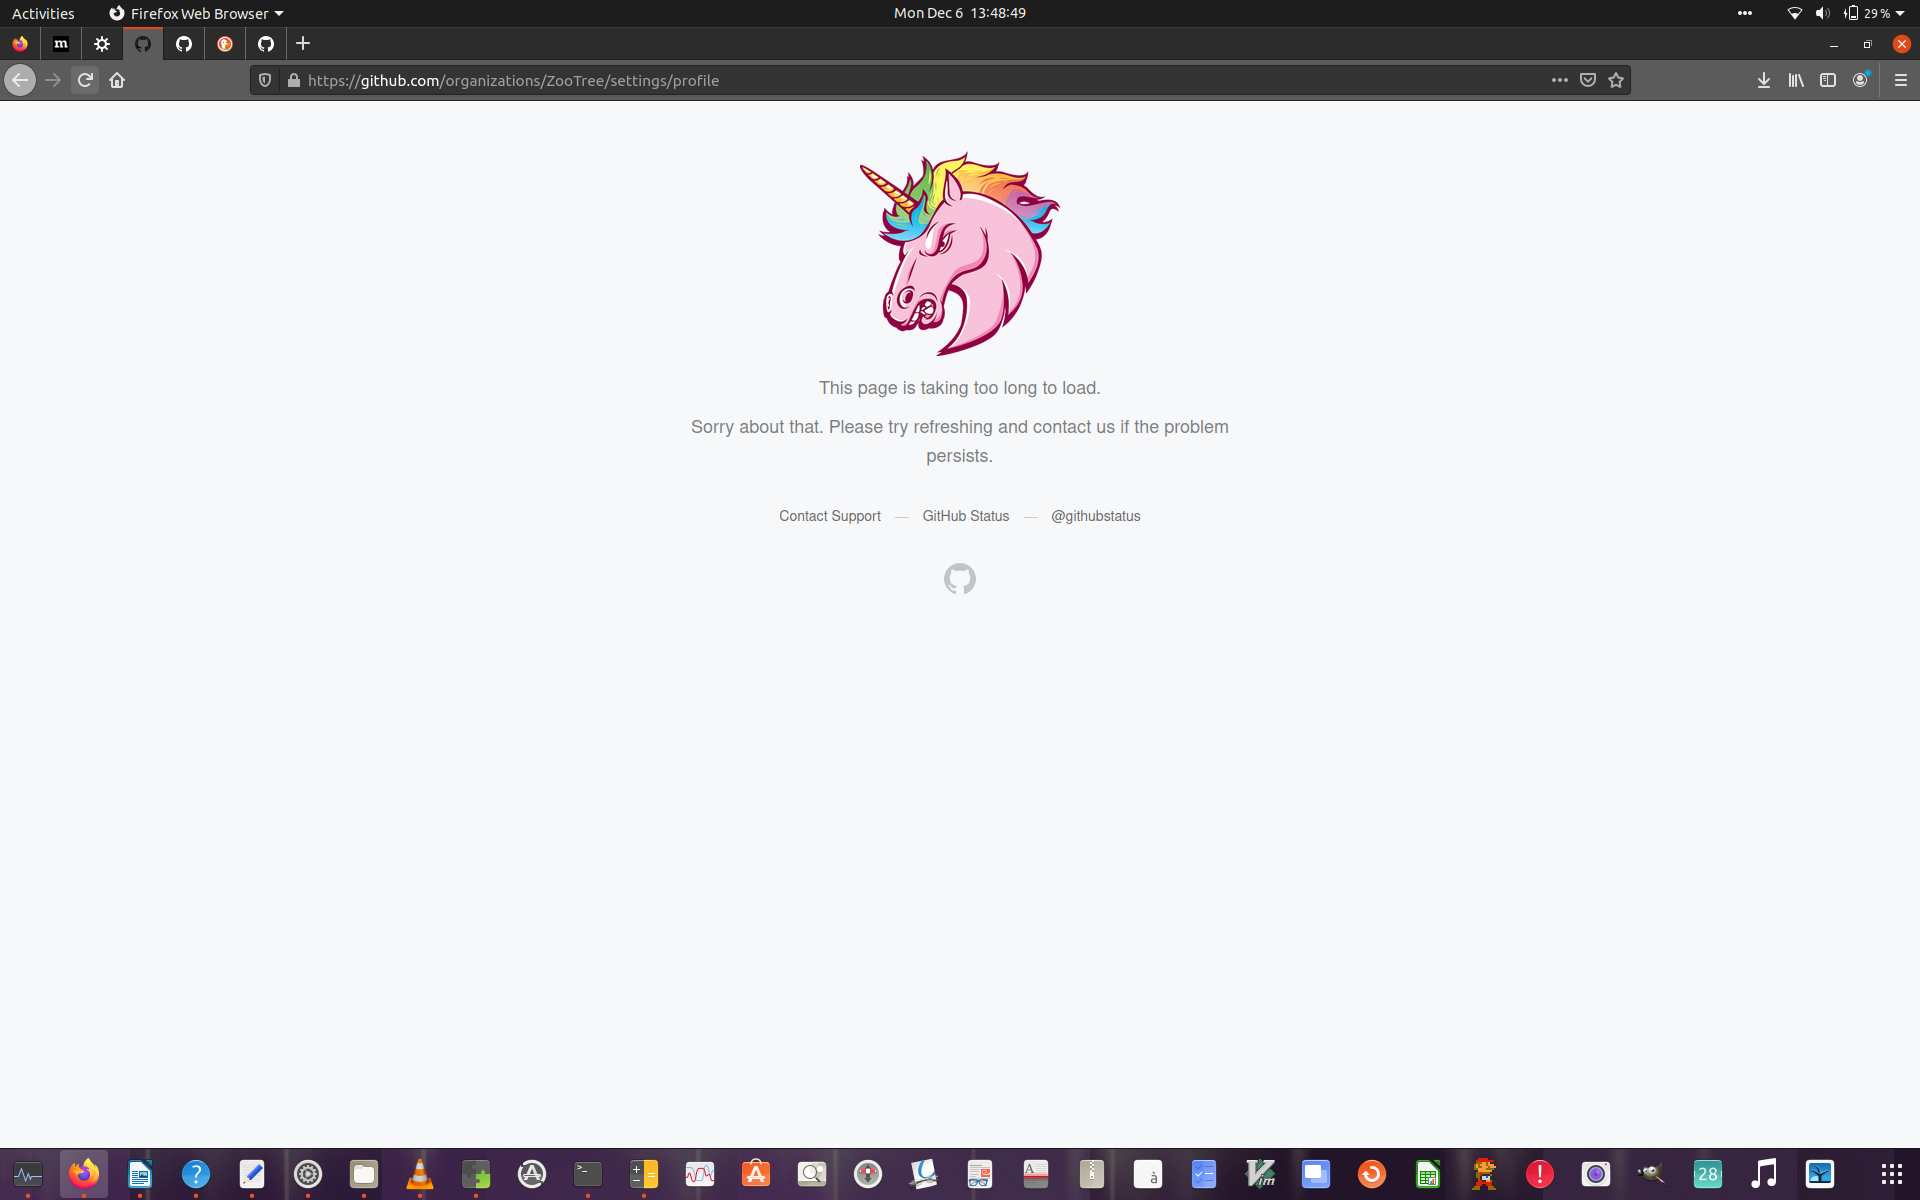 Activities
Firefox Web Browser
Mon Dec 6 13:48:49
29 %
m
https://github.com/organizations/ZooTree/settings/profile
This page is taking too long to load.
Sorry about that. Please try refreshing and contact us if the problem
persists.
Contact Support — GitHub Status — @githubstatus
?
>_
A
à
Vim
!
28